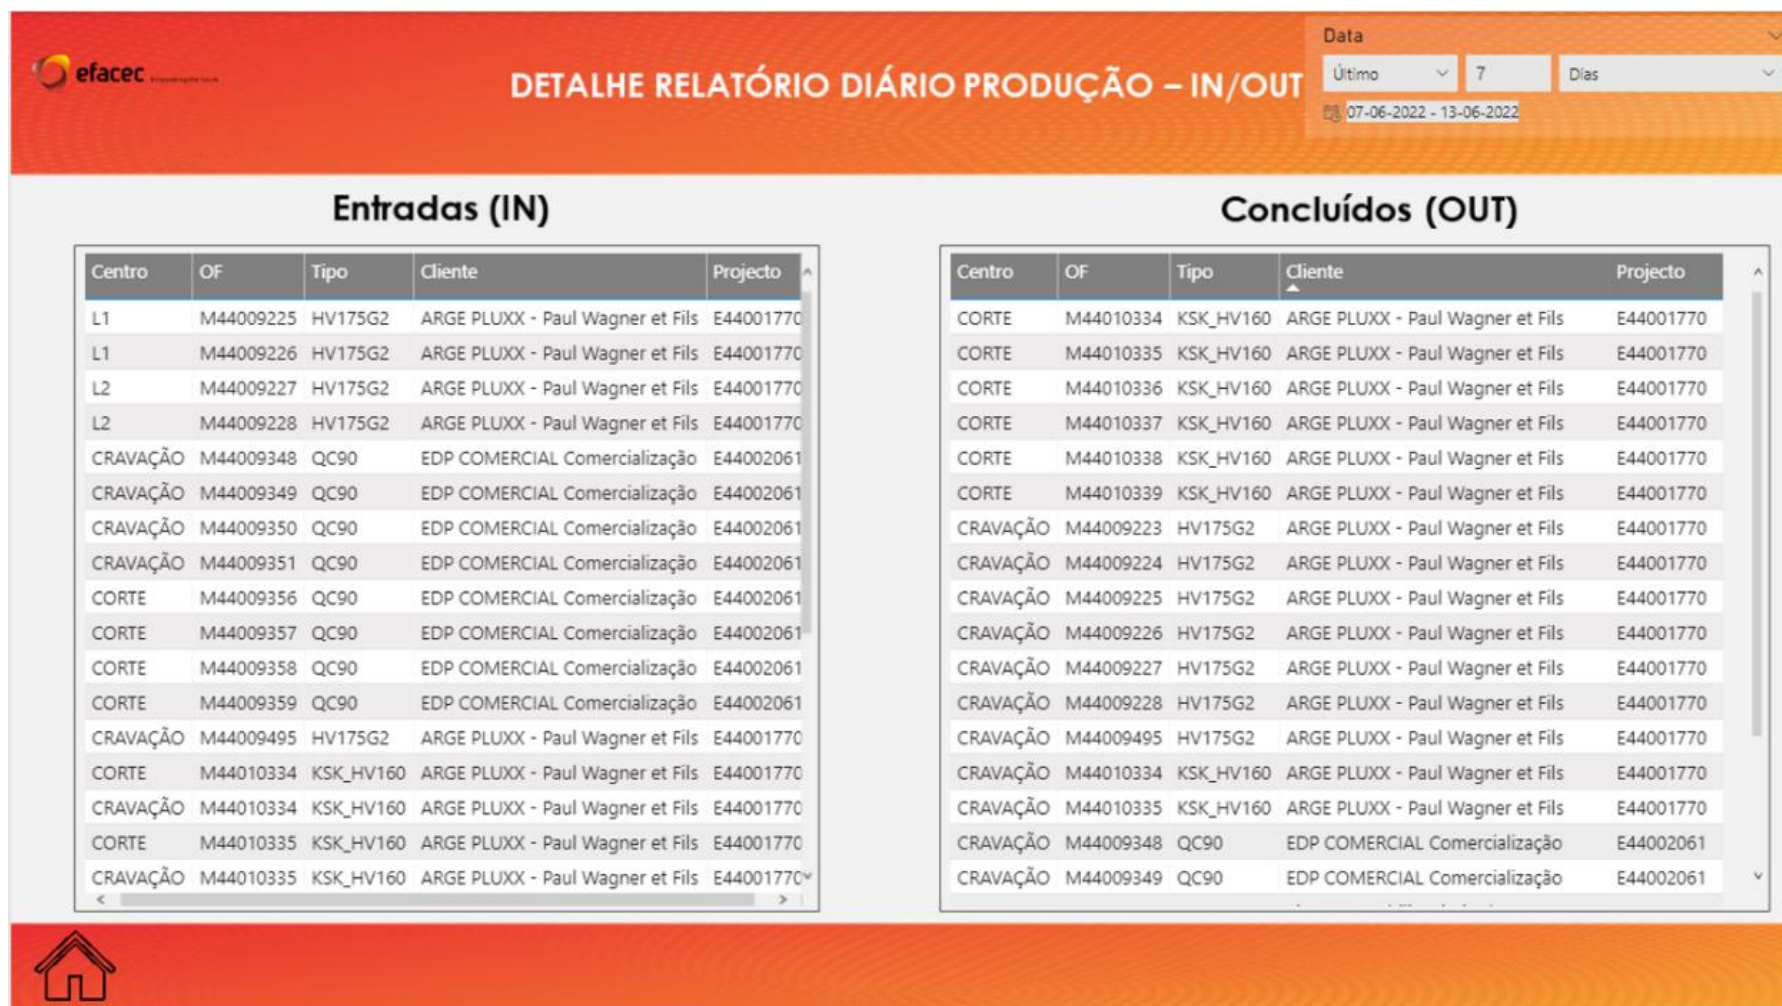 efacec
DETALHE RELATÓRIO DIÁRIO PRODUÇÃO – IN/OUT
Data
Último 7 Dias
07-06-2022 - 13-06-2022
Entradas (IN)
Centro OF Tipo Cliente Projecto
L1 M44009225 HV175G2 ARGE PLUXX - Paul Wagner et Fils E44001770
L1 M44009226 HV175G2 ARGE PLUXX - Paul Wagner et Fils E44001770
L2 M44009227 HV175G2 ARGE PLUXX - Paul Wagner et Fils E44001770
L2 M44009228 HV175G2 ARGE PLUXX - Paul Wagner et Fils E44001770
CRAVAÇÃO M44009348 QC90 EDP COMERCIAL Comercialização E44002061
CRAVAÇÃO M44009349 QC90 EDP COMERCIAL Comercialização E44002061
CRAVAÇÃO M44009350 QC90 EDP COMERCIAL Comercialização E44002061
CRAVAÇÃO M44009351 QC90 EDP COMERCIAL Comercialização E44002061
CORTE M44009356 QC90 EDP COMERCIAL Comercialização E44002061
CORTE M44009357 QC90 EDP COMERCIAL Comercialização E44002061
CORTE M44009358 QC90 EDP COMERCIAL Comercialização E44002061
CORTE M44009359 QC90 EDP COMERCIAL Comercialização E44002061
CRAVAÇÃO M44009495 HV175G2 ARGE PLUXX - Paul Wagner et Fils E44001770
CORTE M44010334 KSK_HV160 ARGE PLUXX - Paul Wagner et Fils E44001770
CRAVAÇÃO M44010334 KSK_HV160 ARGE PLUXX - Paul Wagner et Fils E44001770
CORTE M44010335 KSK_HV160 ARGE PLUXX - Paul Wagner et Fils E44001770
CRAVAÇÃO M44010335 KSK_HV160 ARGE PLUXX - Paul Wagner et Fils E44001770
Concluídos (OUT)
Centro OF Tipo Cliente Projecto
CORTE M44010334 KSK_HV160 ARGE PLUXX - Paul Wagner et Fils E44001770
CORTE M44010335 KSK_HV160 ARGE PLUXX - Paul Wagner et Fils E44001770
CORTE M44010336 KSK_HV160 ARGE PLUXX - Paul Wagner et Fils E44001770
CORTE M44010337 KSK_HV160 ARGE PLUXX - Paul Wagner et Fils E44001770
CORTE M44010338 KSK_HV160 ARGE PLUXX - Paul Wagner et Fils E44001770
CORTE M44010339 KSK_HV160 ARGE PLUXX - Paul Wagner et Fils E44001770
CRAVAÇÃO M44009223 HV175G2 ARGE PLUXX - Paul Wagner et Fils E44001770
CRAVAÇÃO M44009224 HV175G2 ARGE PLUXX - Paul Wagner et Fils E44001770
CRAVAÇÃO M44009225 HV175G2 ARGE PLUXX - Paul Wagner et Fils E44001770
CRAVAÇÃO M44009226 HV175G2 ARGE PLUXX - Paul Wagner et Fils E44001770
CRAVAÇÃO M44009227 HV175G2 ARGE PLUXX - Paul Wagner et Fils E44001770
CRAVAÇÃO M44009228 HV175G2 ARGE PLUXX - Paul Wagner et Fils E44001770
CRAVAÇÃO M44009495 HV175G2 ARGE PLUXX - Paul Wagner et Fils E44001770
CRAVAÇÃO M44010334 KSK_HV160 ARGE PLUXX - Paul Wagner et Fils E44001770
CRAVAÇÃO M44010335 KSK_HV160 ARGE PLUXX - Paul Wagner et Fils E44001770
CRAVAÇÃO M44009348 QC90 EDP COMERCIAL Comercialização E44002061
CRAVAÇÃO M44009349 QC90 EDP COMERCIAL Comercialização E44002061